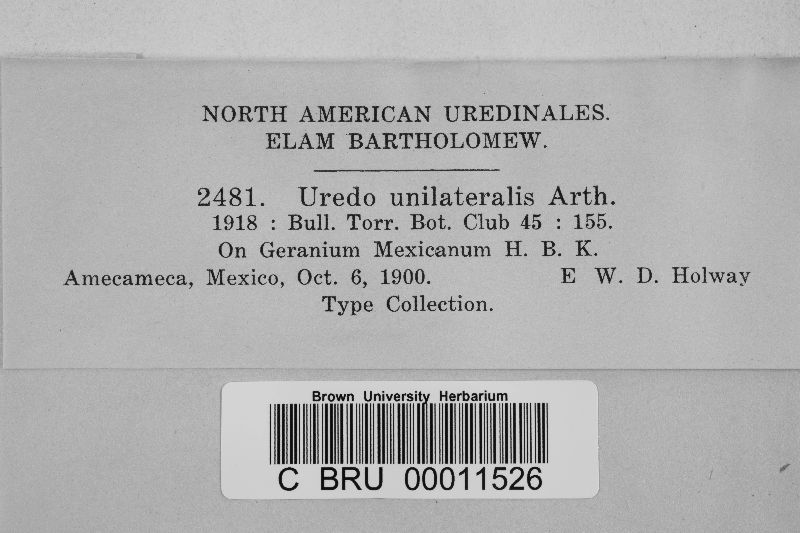 NORTH AMERICAN UREDINALES.
ELAM BARTHOLOMEW.
2481. Uredo unilateralis Arth.
1918 : Bull. Torr. Bot. Club 45 : 155.
On Geranium Mexicanum H. B. K.
Amecameca, Mexico, Oct. 6, 1900. E W. D. Holway
Type Collection.
Brown University Herbarium
C BRU 00011526